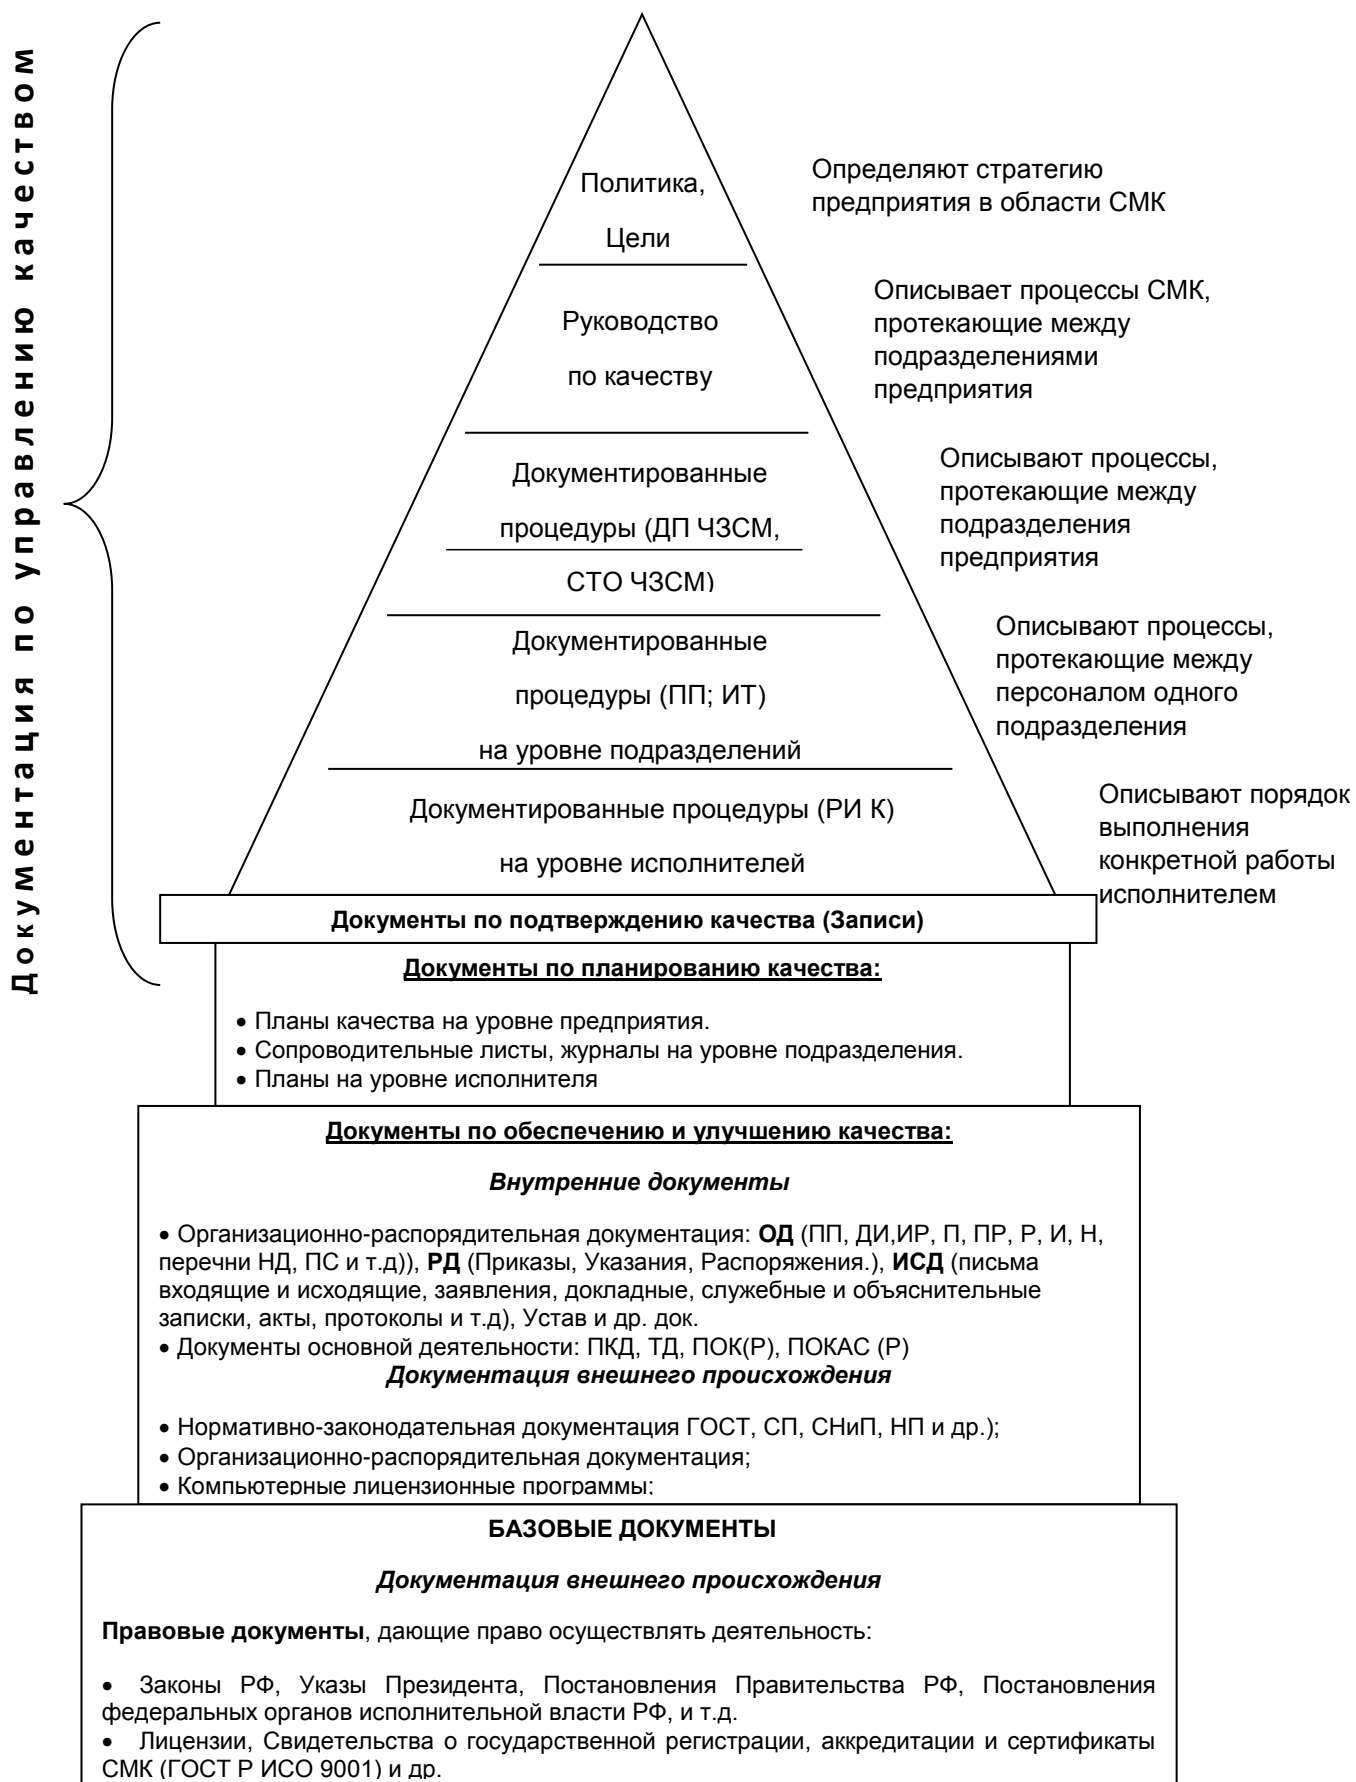 Документация по управлению качеством
Политика,
Цели
Определяют стратегию
предприятия в области СМК
Руководство
по качеству
Описывает процессы СМК,
протекающие между
подразделениями
предприятия
Документированные
процедуры (ДП ЧЗСМ,
СТО ЧЗСМ)
Описывают процессы,
протекающие между
подразделения
предприятия
Документированные
процедуры (ПП; ИТ)
на уровне подразделений
Описывают процессы,
протекающие между
персоналом одного
подразделения
Документированные процедуры (РИ К)
на уровне исполнителей
Описывают порядок
выполнения
конкретной работы
исполнителем
Документы по подтверждению качества (Записи)
Документы по планированию качества:
• Планы качества на уровне предприятия.
• Сопроводительные листы, журналы на уровне подразделения.
• Планы на уровне исполнителя
Документы по обеспечению и улучшению качества:
Внутренние документы
• Организационно-распорядительная документация: ОД (ПП, ДИ,ИР, П, ПР, Р, И, Н,
перечни НД, ПС и т.д)), РД (Приказы, Указания, Распоряжения.), ИСД (письма
входящие и исходящие, заявления, докладные, служебные и объяснительные
записки, акты, протоколы и т.д), Устав и др. док.
• Документы основной деятельности: ПКД, ТД, ПОК(Р), ПОКАС (Р)
Документация внешнего происхождения
• Нормативно-законодательная документация ГОСТ, СП, СНиП, НП и др.);
• Организационно-распорядительная документация;
• Компьютерные лицензионные программы;
БАЗОВЫЕ ДОКУМЕНТЫ
Документация внешнего происхождения
Правовые документы, дающие право осуществлять деятельность:
• Законы РФ, Указы Президента, Постановления Правительства РФ, Постановления
федеральных органов исполнительной власти РФ, и т.д.
• Лицензии, Свидетельства о государственной регистрации, аккредитации и сертификаты
СМК (ГОСТ Р ИСО 9001) и др.